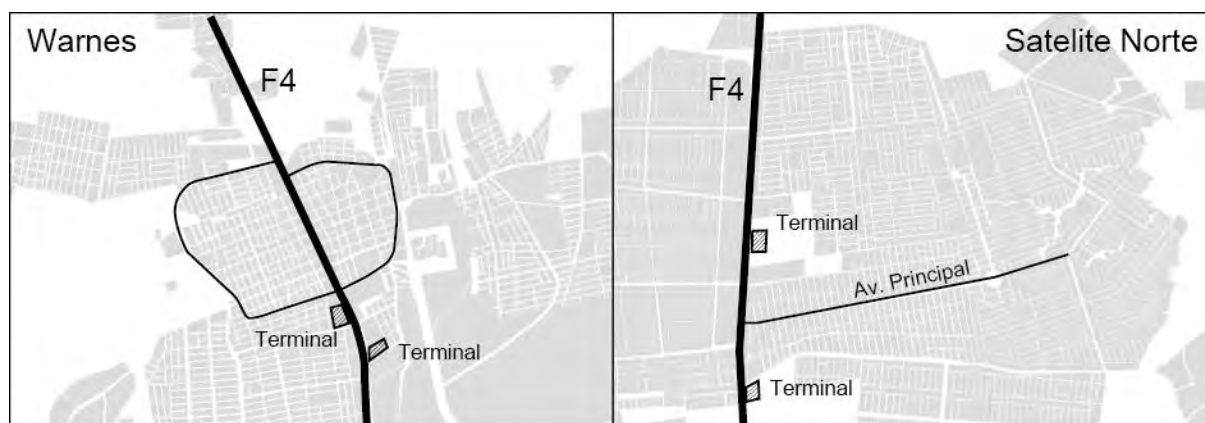 Warnes
F4
Terminal
Terminal
Satelite Norte
F4
Terminal
Av. Principal
Terminal